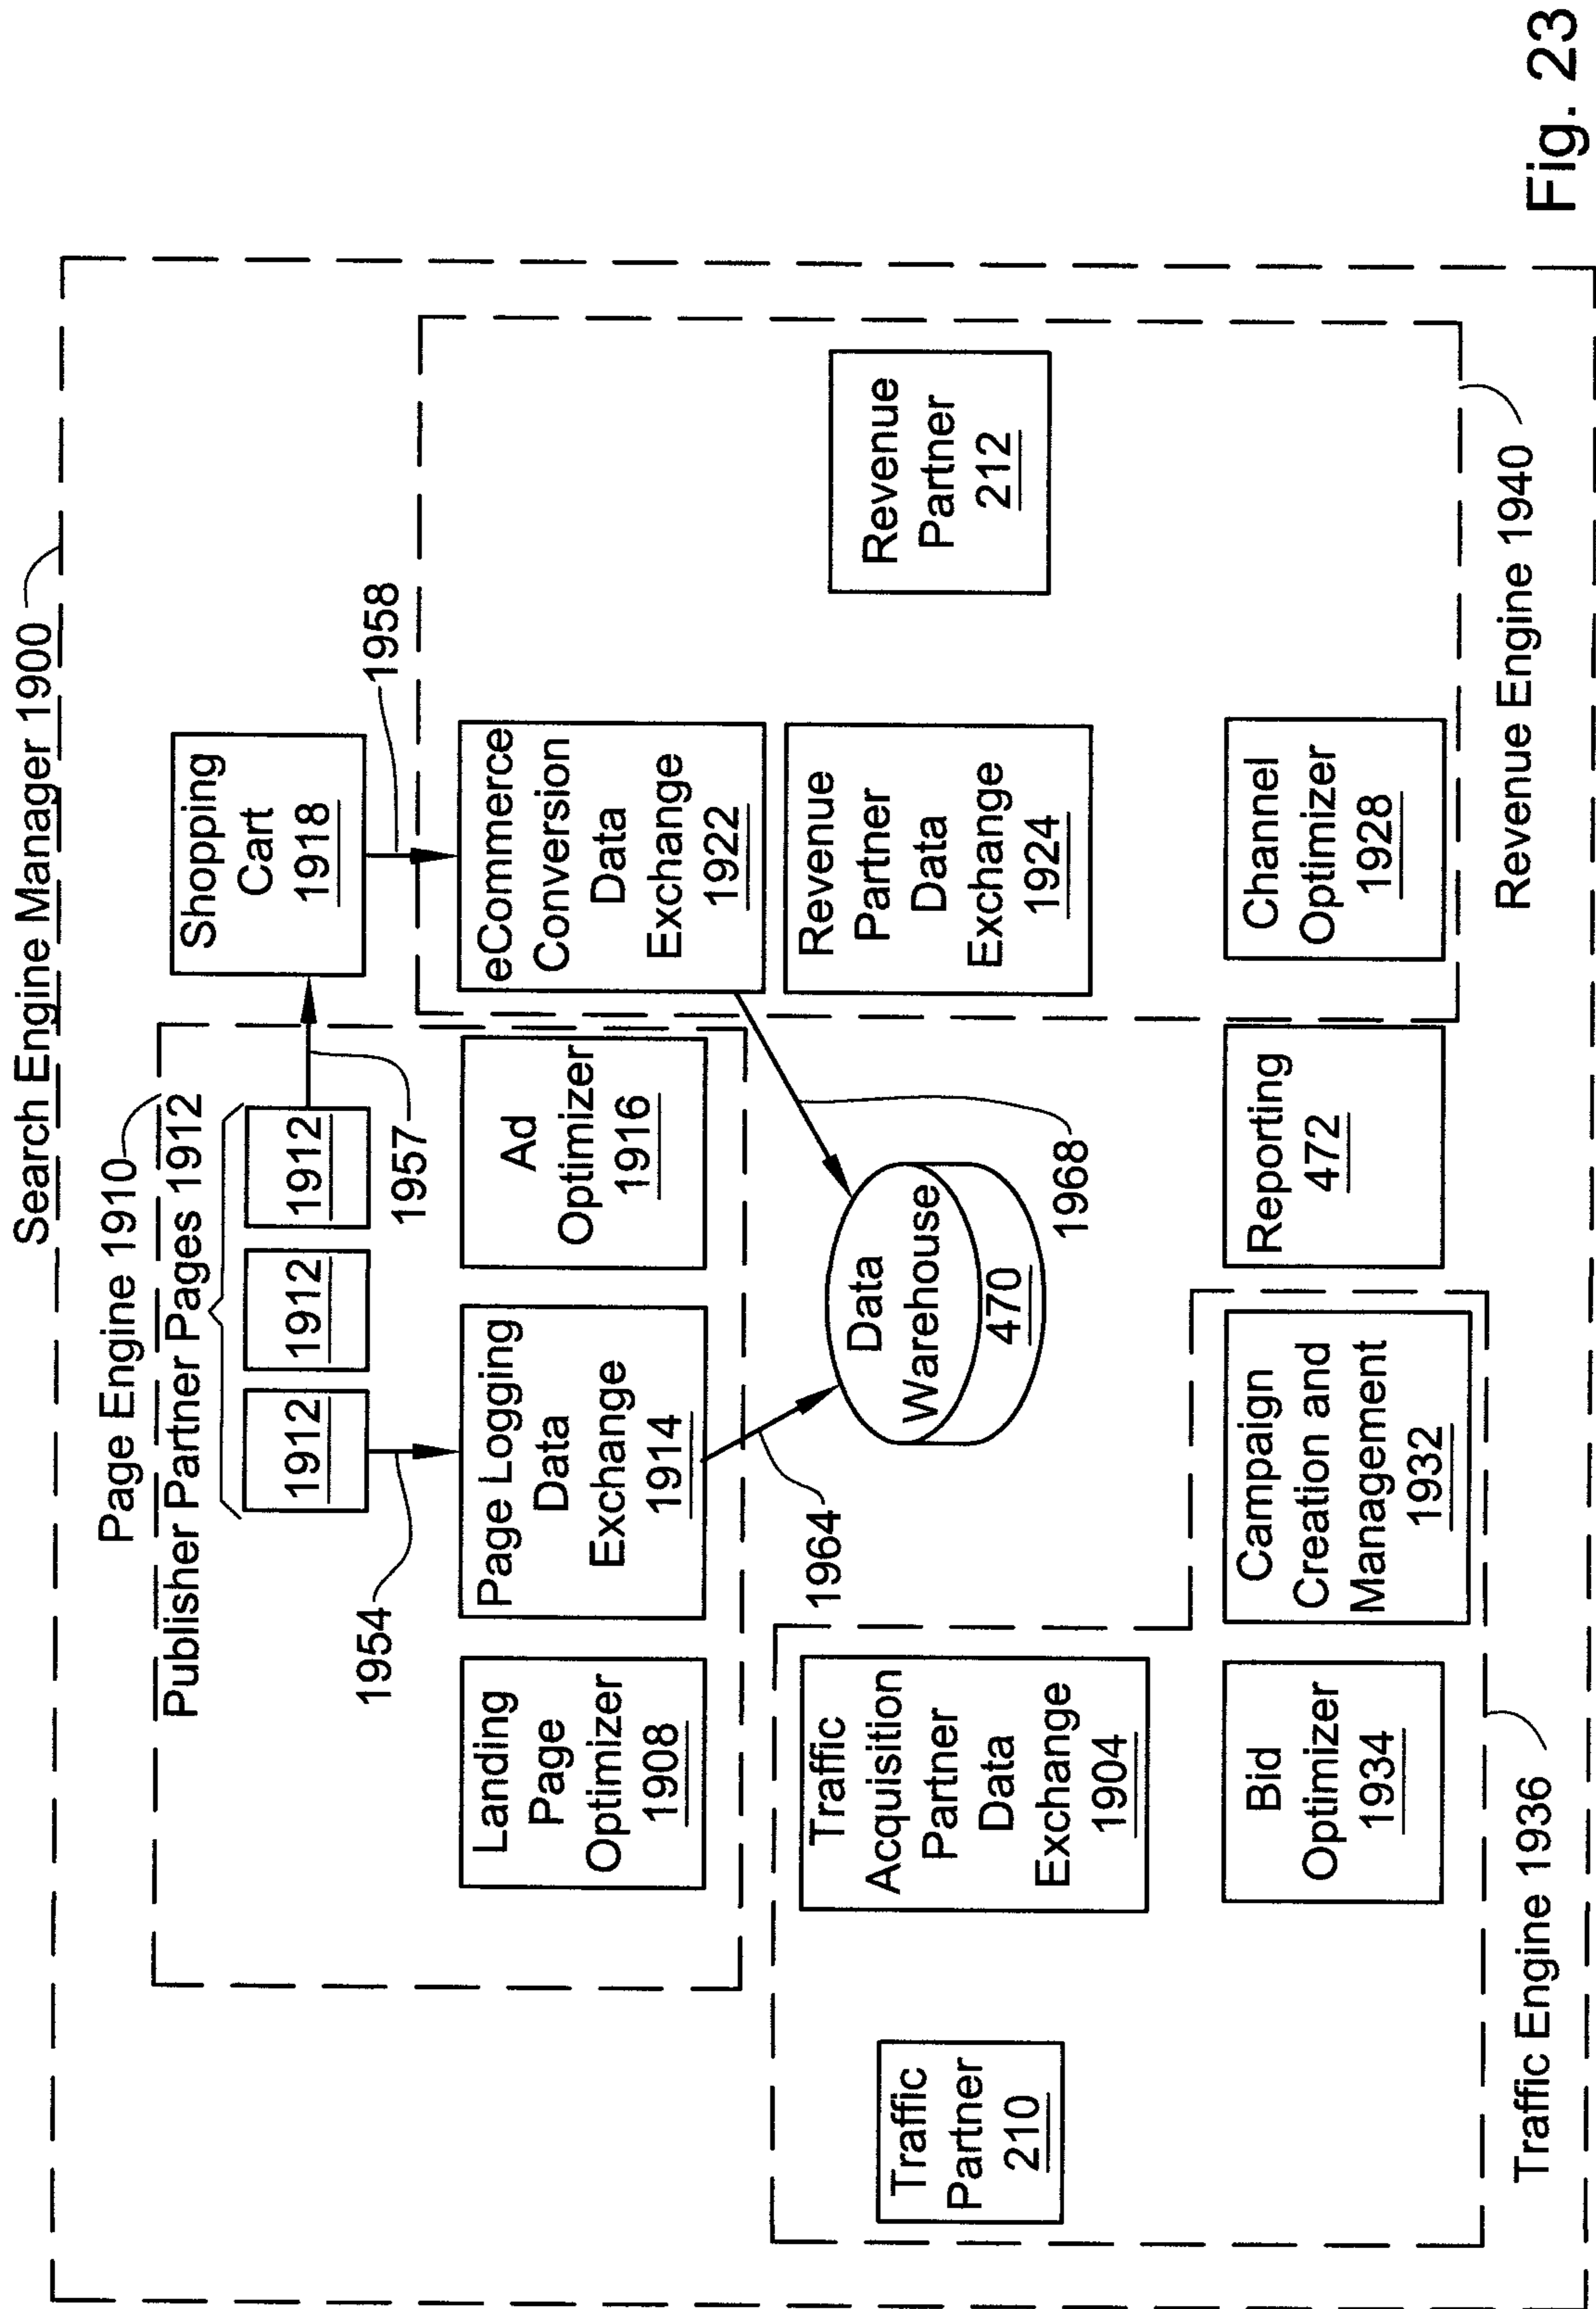 Search Engine Manager 1900
Page Engine 1910
Publisher Partner Pages 1912
1912
1912
1912
Shopping
Cart
1918
1954
1957
1958
Landing
Page
Optimizer
1908
Page Logging
Data
Exchange
1914
Ad
Optimizer
1916
eCommerce
Conversion
Data
Exchange
1922
1964
1968
Traffic
Partner
210
Traffic
Acquisition
Partner
Data
Exchange
1904
Data
Warehouse
470
Revenue
Partner
Data
Exchange
1924
Revenue
Partner
212
Bid
Optimizer
1934
Campaign
Creation and
Management
1932
Reporting
472
Channel
Optimizer
1928
Traffic Engine 1936
Revenue Engine 1940
Fig. 23